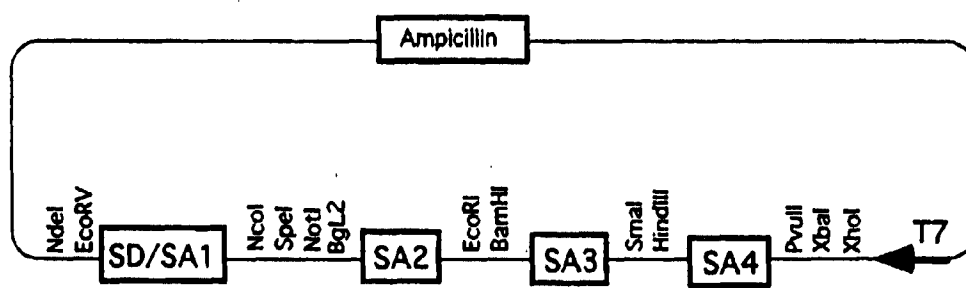 Ampicillin
NdeI
EcoRV
SD/SA1
NcoI
SpeI
NotI
BgL2
SA2
EcoRI
BamHI
SA3
SmaI
HindIII
SA4
PvuII
XbaI
XhoI
T7